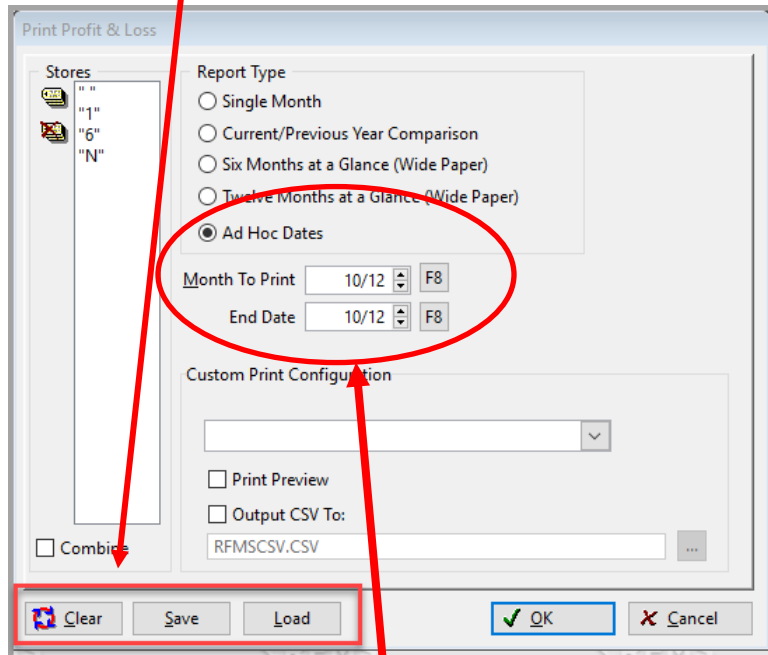 Print Profit & Loss
Stores
" "
"1"
"6"
"N"
Combine
Report Type
Single Month
Current/Previous Year Comparison
Six Months at a Glance (Wide Paper)
Twelve Months at a Glance (Wide Paper)
Ad Hoc Dates
Month To Print 10/12 F8
End Date 10/12 F8
Custom Print Configuration
Print Preview
Output CSV To:
RFMSCSV.CSV ...
Clear Save Load OK Cancel